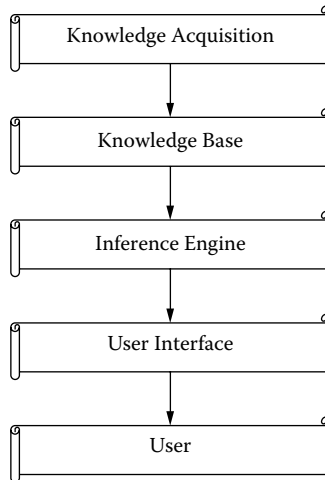 Knowledge Acquisition
Knowledge Base
Inference Engine
User Interface
User